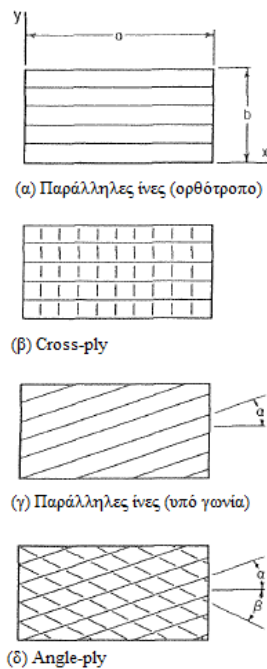 y
a
b
x
(α) Παράλληλες ίνες (ορθότροπο)
(β) Cross-ply
α
(γ) Παράλληλες ίνες (υπό γωνία)
α
β
(δ) Angle-ply